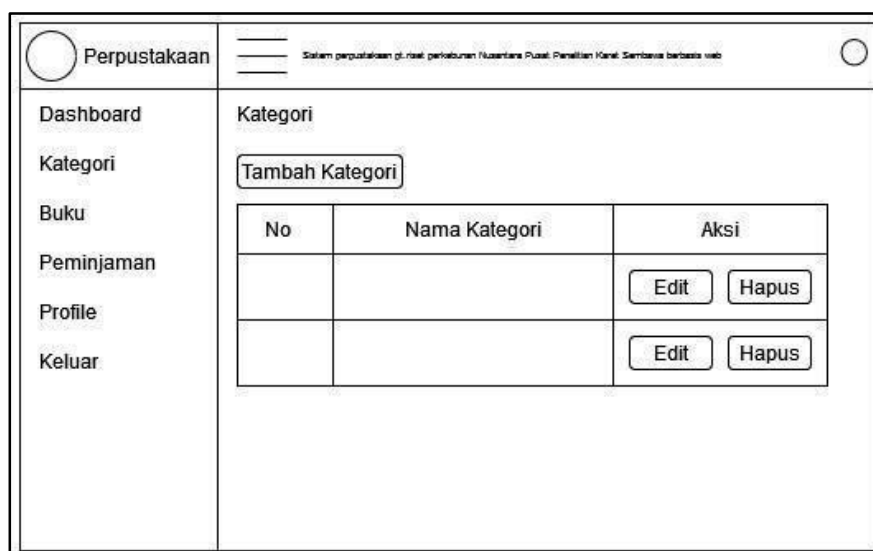 Perpustakaan
Sistem perpustakaan pt.riset perkebunan Nusantara Pusat Penelitian Karet Sembawa berbasis web
Dashboard
Kategori
Buku
Peminjaman
Profile
Keluar
Kategori
Tambah Kategori
No Nama Kategori Aksi
Edit Hapus
Edit Hapus